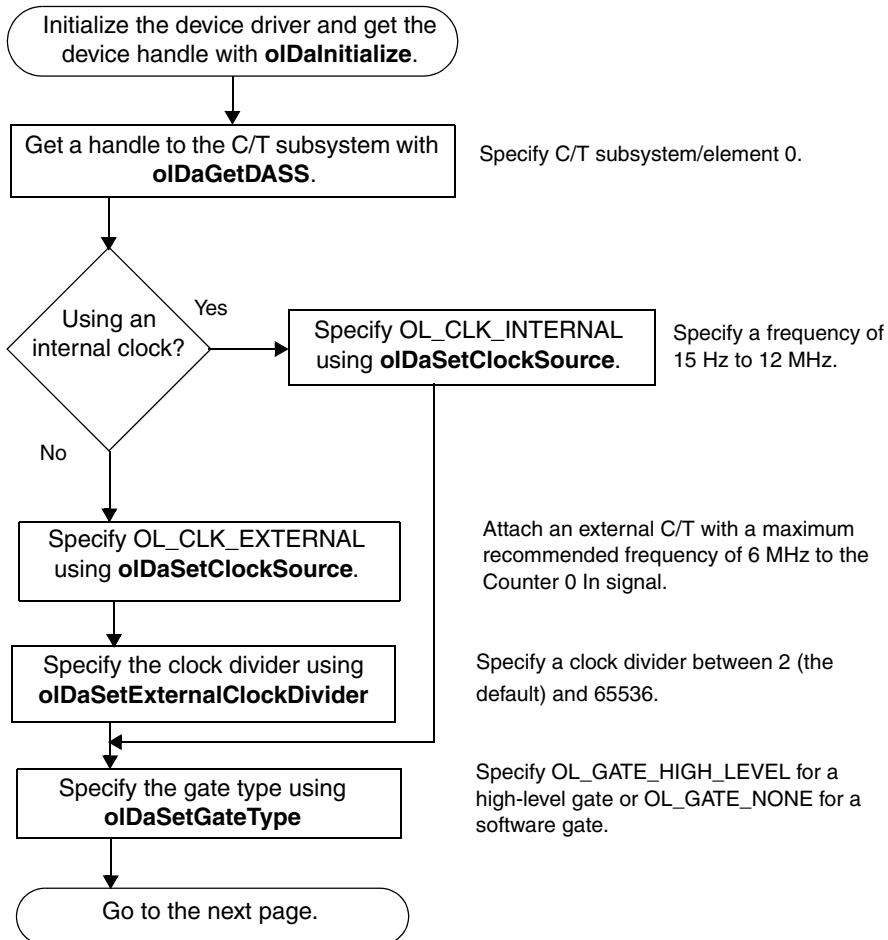 Initialize the device driver and get the
device handle with olDaInitialize.
Get a handle to the C/T subsystem with
olDaGetDASS.
Specify C/T subsystem/element 0.
Using an
internal clock?
Yes
Specify OL_CLK_INTERNAL
using olDaSetClockSource.
Specify a frequency of
15 Hz to 12 MHz.
No
Specify OL_CLK_EXTERNAL
using olDaSetClockSource.
Attach an external C/T with a maximum
recommended frequency of 6 MHz to the
Counter 0 In signal.
Specify the clock divider using
olDaSetExternalClockDivider
Specify a clock divider between 2 (the
default) and 65536.
Specify the gate type using
olDaSetGateType
Specify OL_GATE_HIGH_LEVEL for a
high-level gate or OL_GATE_NONE for a
software gate.
Go to the next page.